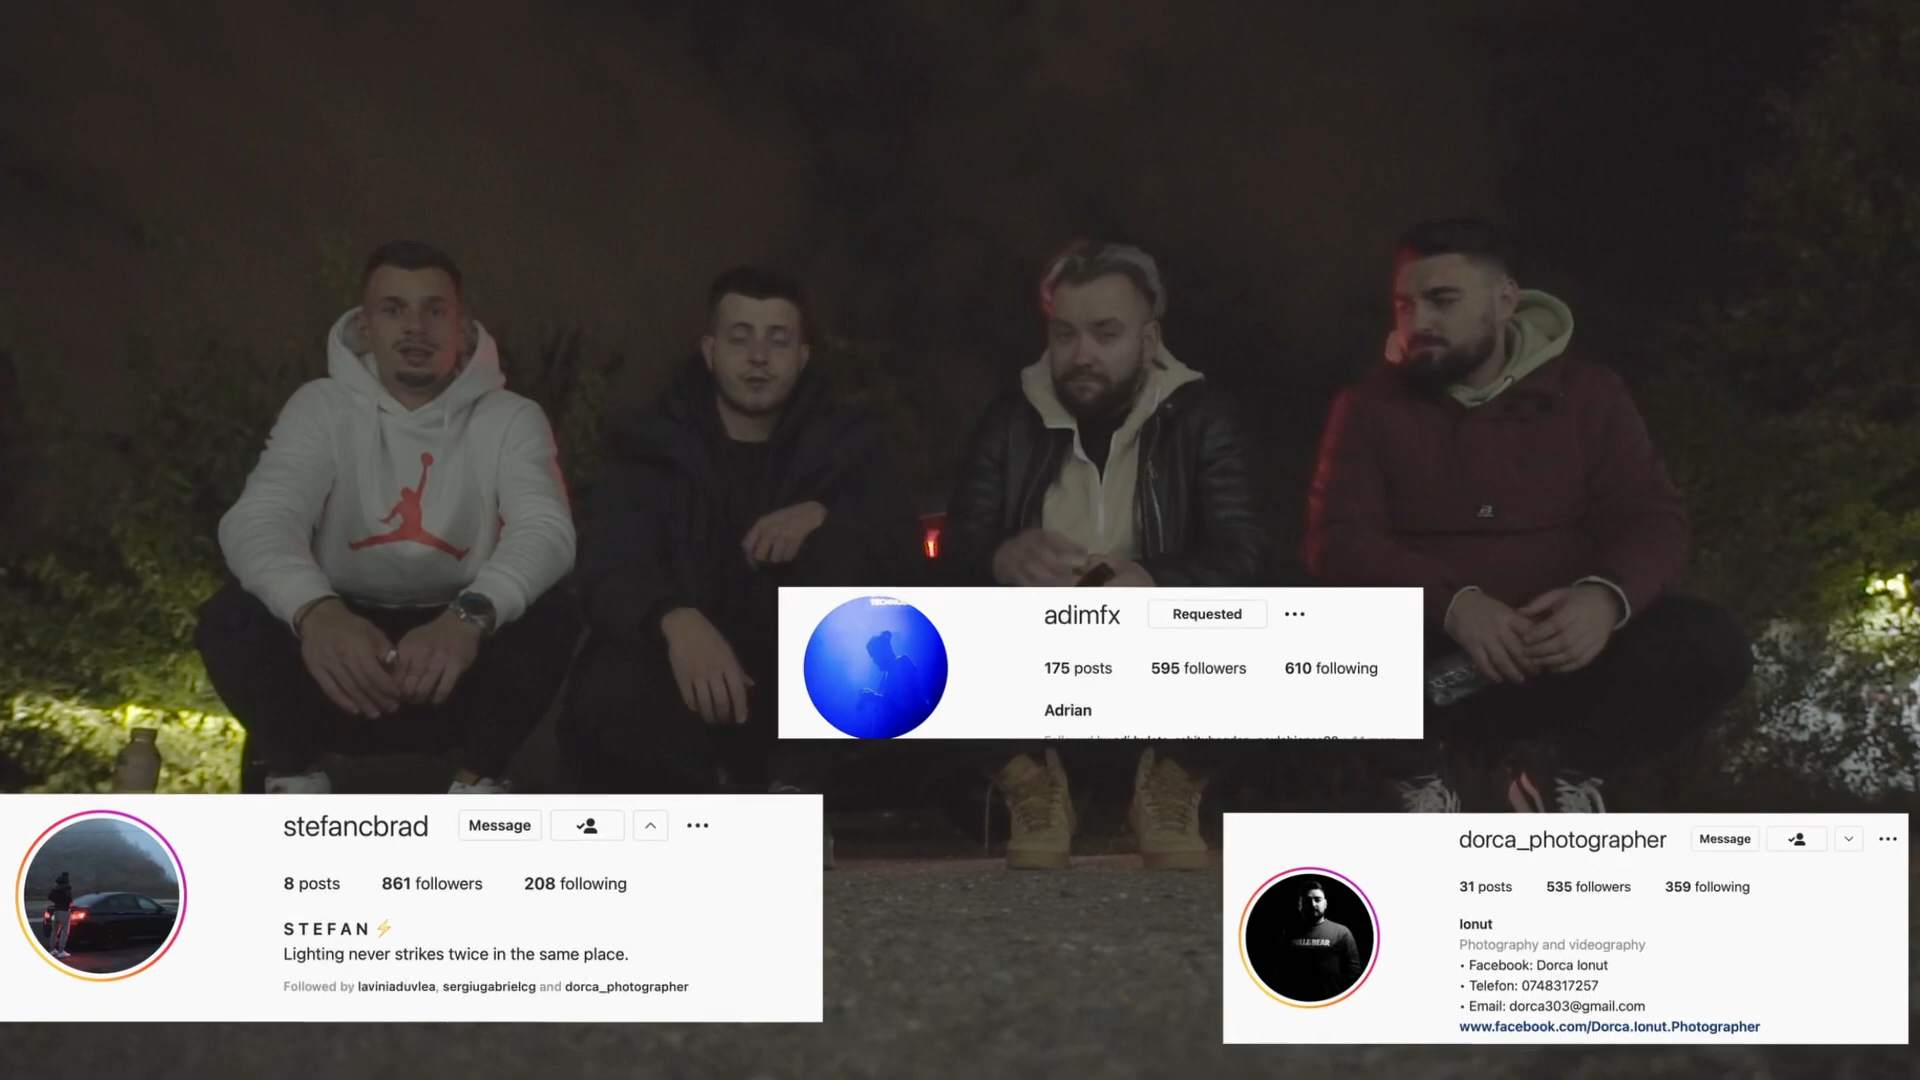 adimfx Requested
175 posts 595 followers 610 following
Adrian
stefancbrad Message
8 posts 861 followers 208 following
S T E F A N ⚡
Lighting never strikes twice in the same place.
Followed by laviniaduvlea, sergiugabrielcg and dorca_photographer
dorca_photographer Message
31 posts 535 followers 359 following
Ionut
Photography and videography
• Facebook: Dorca Ionut
• Telefon: 0748317257
• Email: dorca303@gmail.com
www.facebook.com/Dorca.Ionut.Photographer